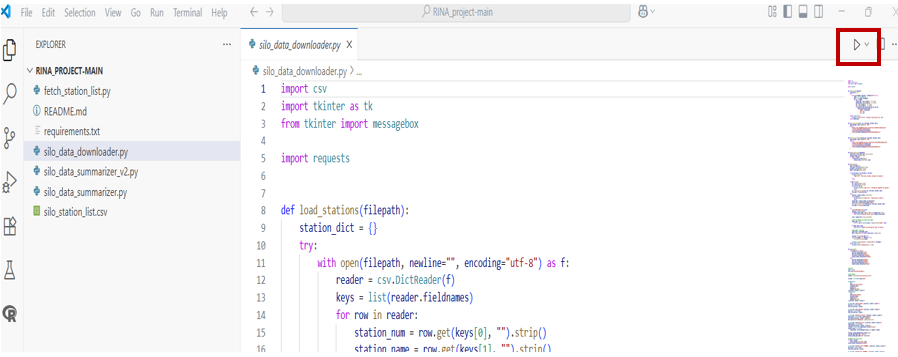 File Edit Selection View Go Run Terminal Help
RINA_project-main
EXPLORER
RINA_PROJECT-MAIN
fetch_station_list.py
README.md
requirements.txt
silo_data_downloader.py
silo_data_summarizer_v2.py
silo_data_summarizer.py
silo_station_list.csv
silo_data_downloader.py
silo_data_downloader.py > ...
1 import csv
2 import tkinter as tk
3 from tkinter import messagebox
4
5 import requests
6
7
8 def load_stations(filepath):
9 station_dict = {}
10 try:
11 with open(filepath, newline="", encoding="utf-8") as f:
12 reader = csv.DictReader(f)
13 keys = list(reader.fieldnames)
14 for row in reader:
15 station_num = row.get(keys[0], "").strip()
16 station_name = row.get(keys[1], "").strip()